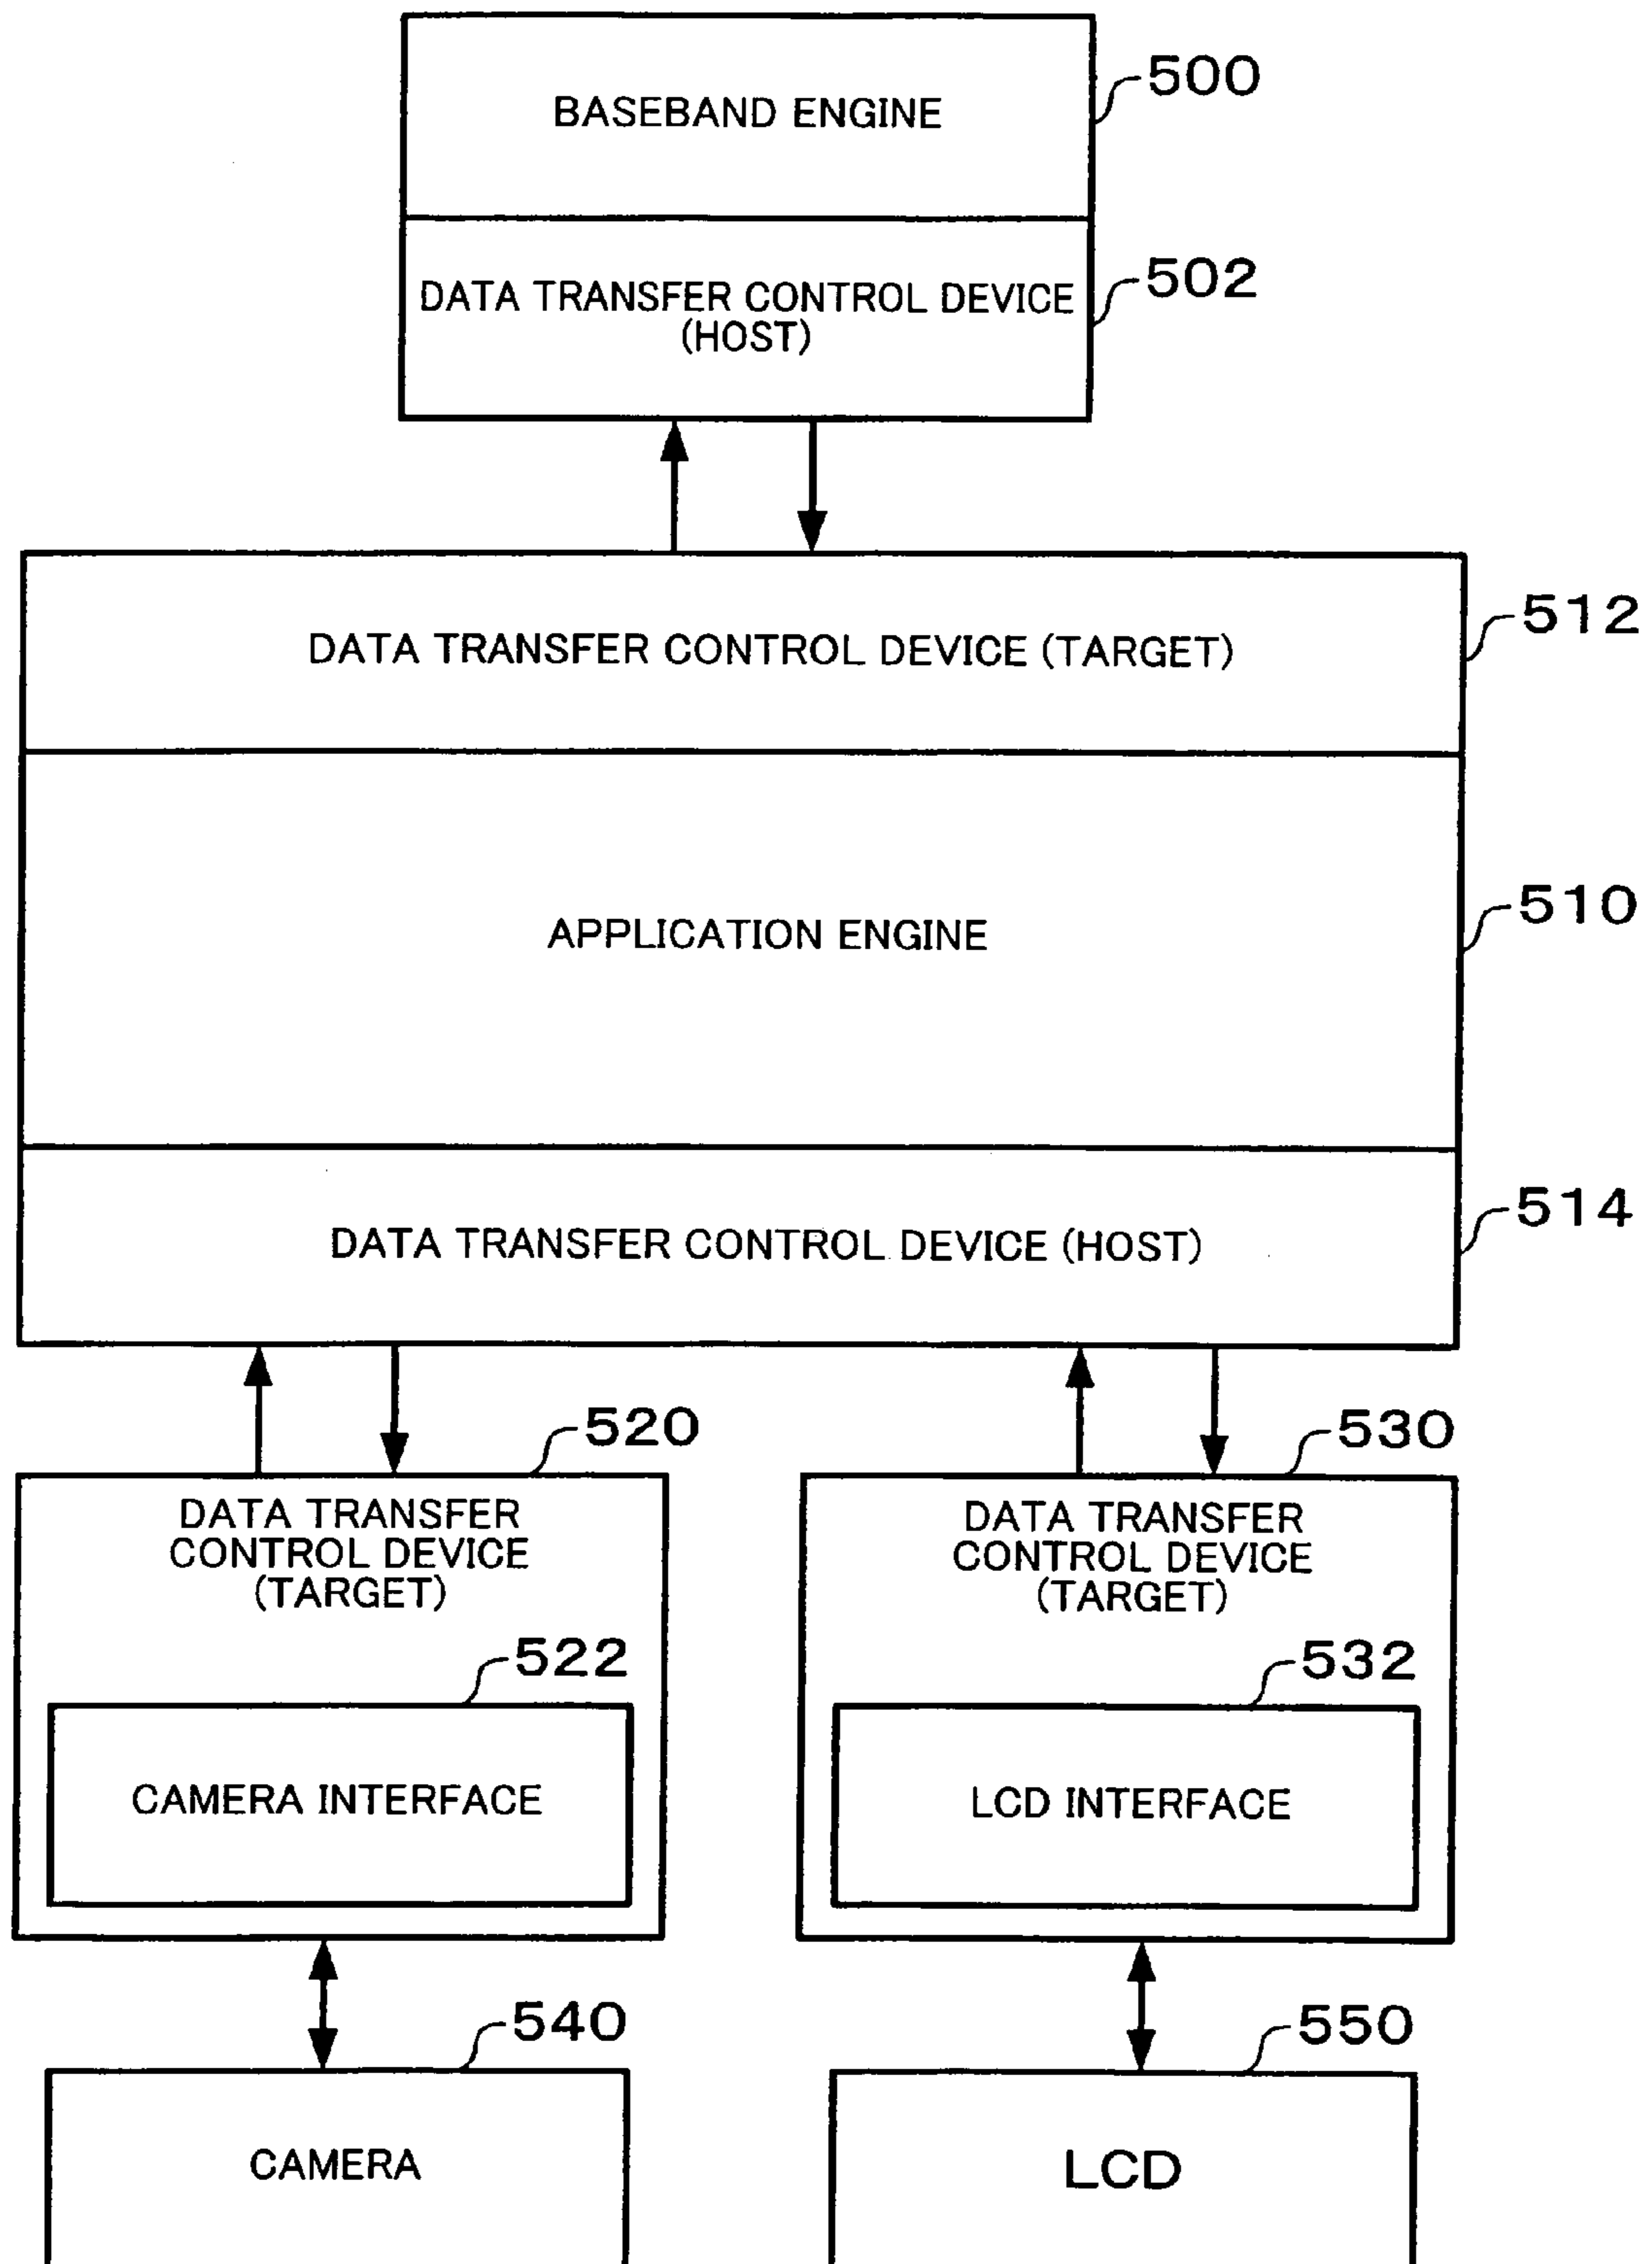 BASEBAND ENGINE
500
DATA TRANSFER CONTROL DEVICE
(HOST)
502
DATA TRANSFER CONTROL DEVICE (TARGET)
512
APPLICATION ENGINE
510
DATA TRANSFER CONTROL DEVICE (HOST)
514
520
DATA TRANSFER
CONTROL DEVICE
(TARGET)
522
CAMERA INTERFACE
530
DATA TRANSFER
CONTROL DEVICE
(TARGET)
532
LCD INTERFACE
540
CAMERA
550
LCD